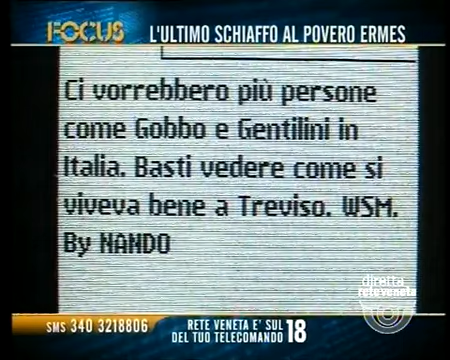 FOCUS
L'ULTIMO SCHIAFFO AL POVERO ERMES
Ci vorrebbero più persone
come Gobbo e Gentilini in
Italia. Basti vedere come si
viveva bene a Treviso. WSM.
By NANDO
diretta
reteveneta
SMS 340 3218806
RETE VENETA E' SUL
DEL TUO TELECOMANDO 18